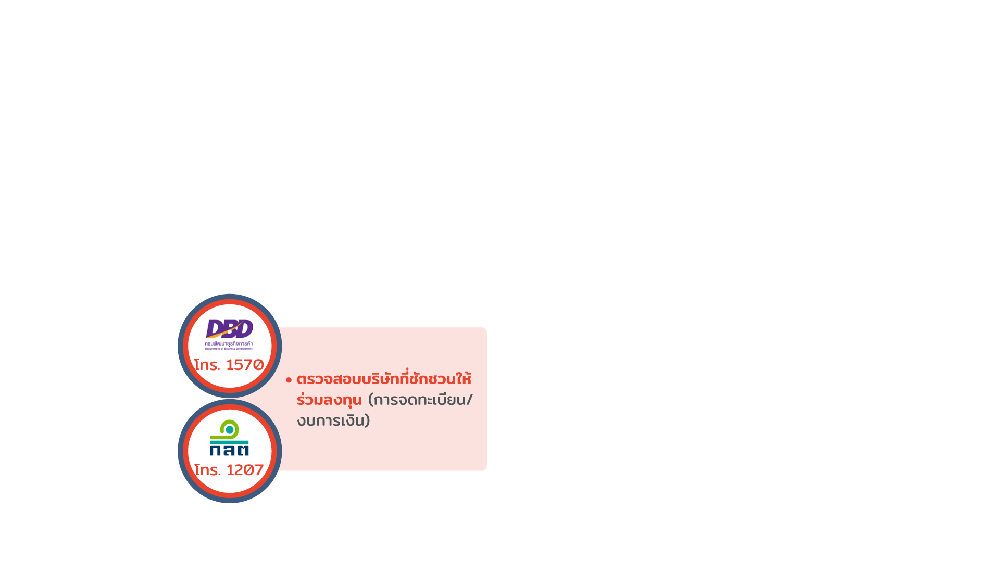 DBD
กรมพัฒนาธุรกิจการค้า
Department of Business Development
โทร. 1570
• ตรวจสอบบริษัทที่ชักชวนให้
ร่วมลงทุน (การจดทะเบียน/
งบการเงิน)
กลต
โทร. 1207